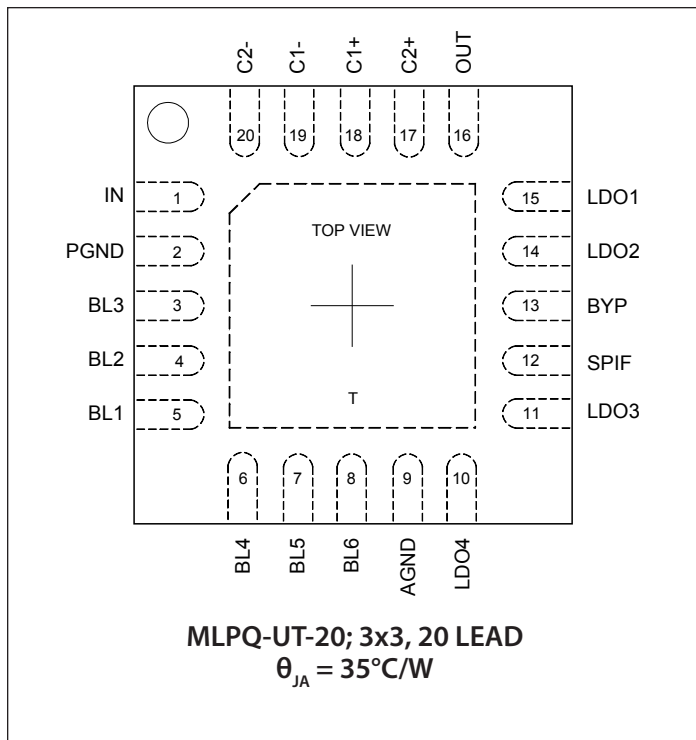 C2-
C1-
C1+
C2+
OUT
20
19
18
17
16
IN 1
15 LDO1
PGND 2
TOP VIEW
14 LDO2
BL3 3
13 BYP
BL2 4
12 SPIF
BL1 5
T
11 LDO3
6
7
8
9
10
BL4
BL5
BL6
AGND
LDO4
MLPQ-UT-20; 3x3, 20 LEAD
θJA = 35°C/W